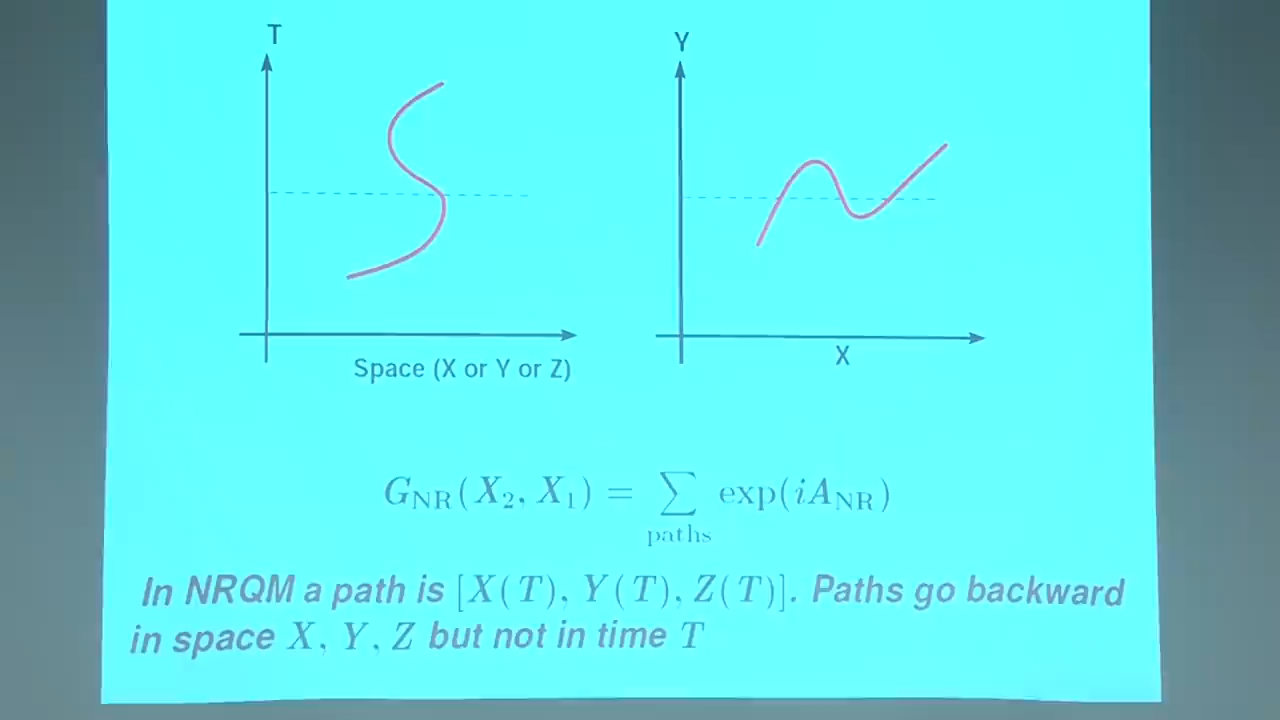 T
Y
Space (X or Y or Z)
X
G_NR(X_2, X_1) = ∑ exp(iA_NR)
paths
In NRQM a path is [X(T), Y(T), Z(T)]. Paths go backward
in space X, Y, Z but not in time T